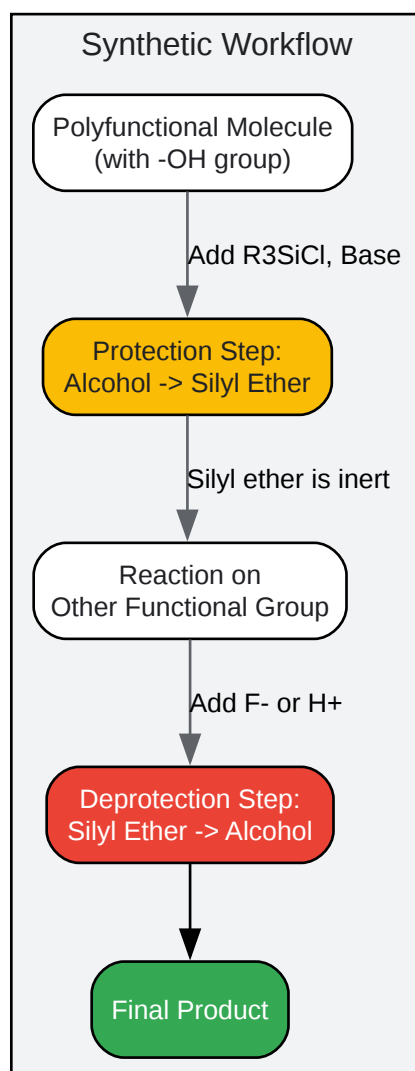 Synthetic Workflow
Polyfunctional Molecule
(with -OH group)
Add R3SiCl, Base
Protection Step:
Alcohol -> Silyl Ether
Silyl ether is inert
Reaction on
Other Functional Group
Add F- or H+
Deprotection Step:
Silyl Ether -> Alcohol
Final Product